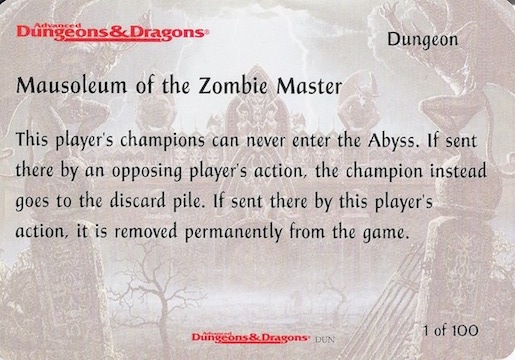 Advanced
Dungeons & Dragons®
Dungeon
Mausoleum of the Zombie Master
This player's champions can never enter the Abyss. If sent
there by an opposing player's action, the champion instead
goes to the discard pile. If sent there by this player's
action, it is removed permanently from the game.
Advanced
Dungeons & Dragons®
DUN
1 of 100